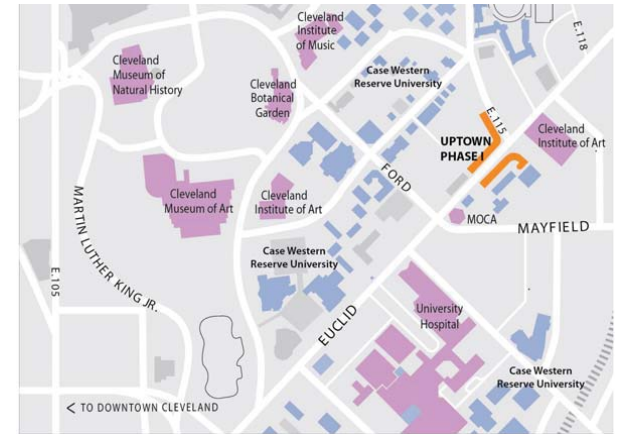 Cleveland
Institute
of Music
E.118
Cleveland
Museum of
Natural History
Case Western
Reserve University
Cleveland
Botanical
Garden
E.115
UPTOWN
PHASE I
Cleveland
Institute of Art
FORD
Cleveland
Museum of Art
Cleveland
Institute of Art
MOCA
MAYFIELD
MARTIN LUTHER KING JR.
Case Western
Reserve University
E.105
University
Hospital
EUCLID
Case Western
Reserve University
< TO DOWNTOWN CLEVELAND